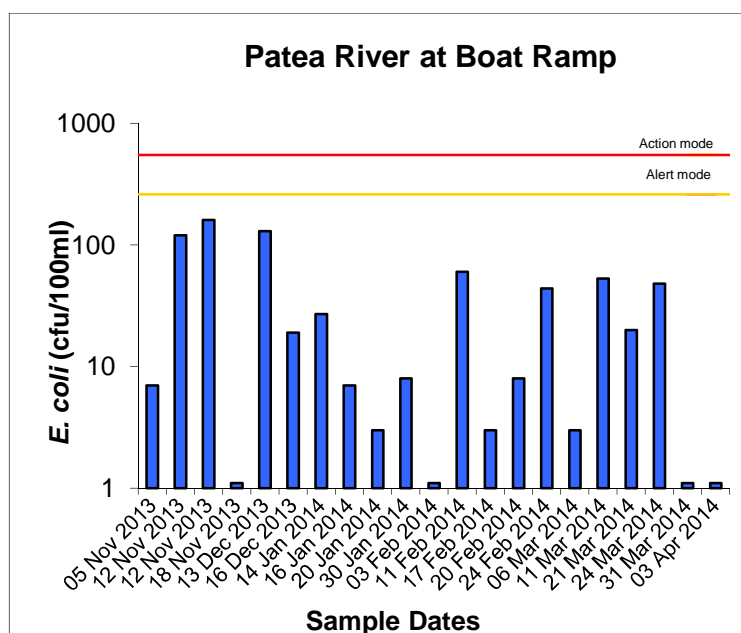 Patea River at Boat Ramp
1000
Action mode
Alert mode
100
10
1
E. coli (cfu/100ml)
05 Nov 2013
12 Nov 2013
12 Nov 2013
18 Nov 2013
13 Dec 2013
16 Dec 2013
14 Jan 2014
16 Jan 2014
20 Jan 2014
30 Jan 2014
03 Feb 2014
11 Feb 2014
17 Feb 2014
20 Feb 2014
24 Feb 2014
06 Mar 2014
11 Mar 2014
21 Mar 2014
24 Mar 2014
31 Mar 2014
03 Apr 2014
Sample Dates